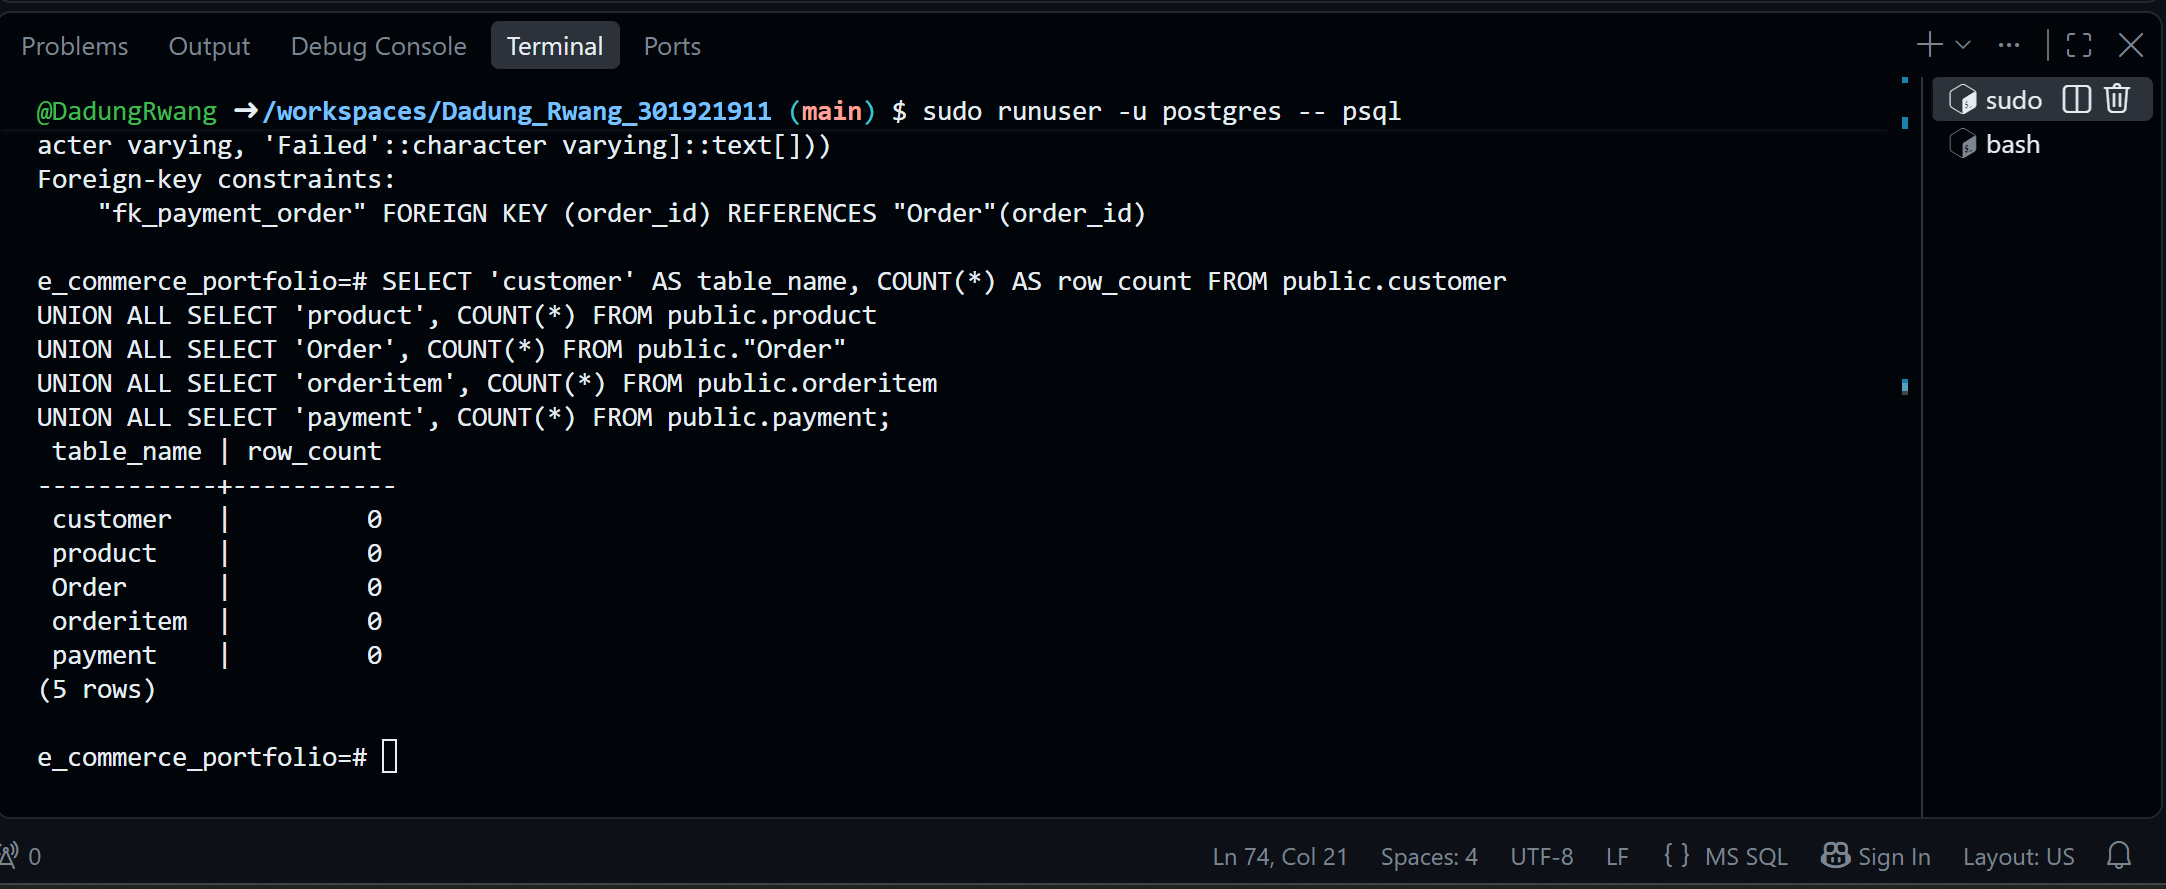 Problems Output Debug Console Terminal Ports
@DadungRwang ➜/workspaces/Dadung_Rwang_301921911 (main) $ sudo runuser -u postgres -- psql
acter varying, 'Failed'::character varying]::text[]))
Foreign-key constraints:
    "fk_payment_order" FOREIGN KEY (order_id) REFERENCES "Order"(order_id)
e_commerce_portfolio=# SELECT 'customer' AS table_name, COUNT(*) AS row_count FROM public.customer
UNION ALL SELECT 'product', COUNT(*) FROM public.product
UNION ALL SELECT 'Order', COUNT(*) FROM public."Order"
UNION ALL SELECT 'orderitem', COUNT(*) FROM public.orderitem
UNION ALL SELECT 'payment', COUNT(*) FROM public.payment;
 table_name | row_count
------------+-----------
 customer   |         0
 product    |         0
 Order      |         0
 orderitem  |         0
 payment    |         0
(5 rows)
e_commerce_portfolio=#
sudo
bash
0 Ln 74, Col 21 Spaces: 4 UTF-8 LF {} MS SQL Sign In Layout: US